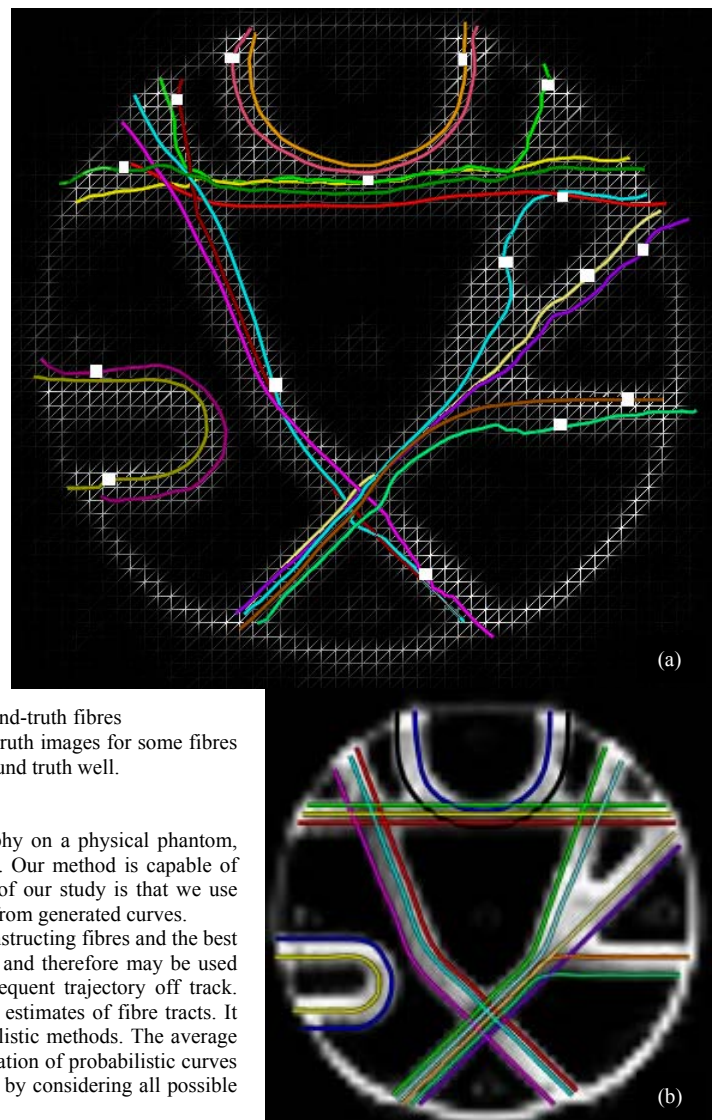 (a)
nd-truth fibres
ruth images for some fibres
und truth well.
phy on a physical phantom,
. Our method is capable of
of our study is that we use
from generated curves.
nstructing fibres and the best
and therefore may be used
equent trajectory off track.
estimates of fibre tracts. It
ilistic methods. The average
ation of probabilistic curves
by considering all possible
(b)